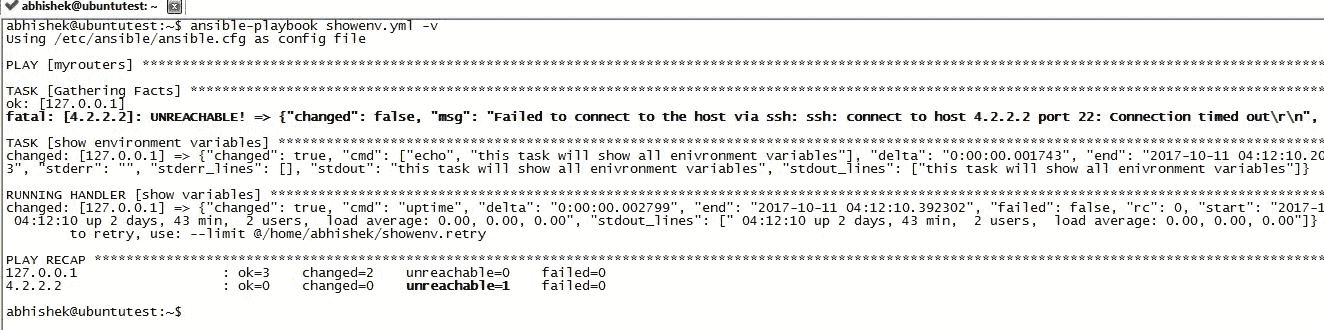 abhishek@ubuntutest: ~
abhishek@ubuntutest:~$ ansible-playbook showenv.yml -v
Using /etc/ansible/ansible.cfg as config file
PLAY [myrouters] ****************************************************************************************************************************************************
TASK [Gathering Facts] **********************************************************************************************************************************************
ok: [127.0.0.1]
fatal: [4.2.2.2]: UNREACHABLE! => {"changed": false, "msg": "Failed to connect to the host via ssh: ssh: connect to host 4.2.2.2 port 22: Connection timed out\r\n",
TASK [show environment variables] ***********************************************************************************************************************************
changed: [127.0.0.1] => {"changed": true, "cmd": ["echo", "this task will show all enivronment variables"], "delta": "0:00:00.001743", "end": "2017-10-11 04:12:10.20
3", "stderr": "", "stderr_lines": [], "stdout": "this task will show all enivronment variables", "stdout_lines": ["this task will show all enivronment variables"]}
RUNNING HANDLER [show variables] ************************************************************************************************************************************
changed: [127.0.0.1] => {"changed": true, "cmd": "uptime", "delta": "0:00:00.002799", "end": "2017-10-11 04:12:10.392302", "failed": false, "rc": 0, "start": "2017-1
04:12:10 up 2 days, 43 min,  2 users,  load average: 0.00, 0.00, 0.00", "stdout_lines": [" 04:12:10 up 2 days, 43 min,  2 users,  load average: 0.00, 0.00, 0.00"]}
to retry, use: --limit @/home/abhishek/showenv.retry
PLAY RECAP **********************************************************************************************************************************************************
127.0.0.1                  : ok=3    changed=2    unreachable=0    failed=0
4.2.2.2                    : ok=0    changed=0    unreachable=1    failed=0
abhishek@ubuntutest:~$